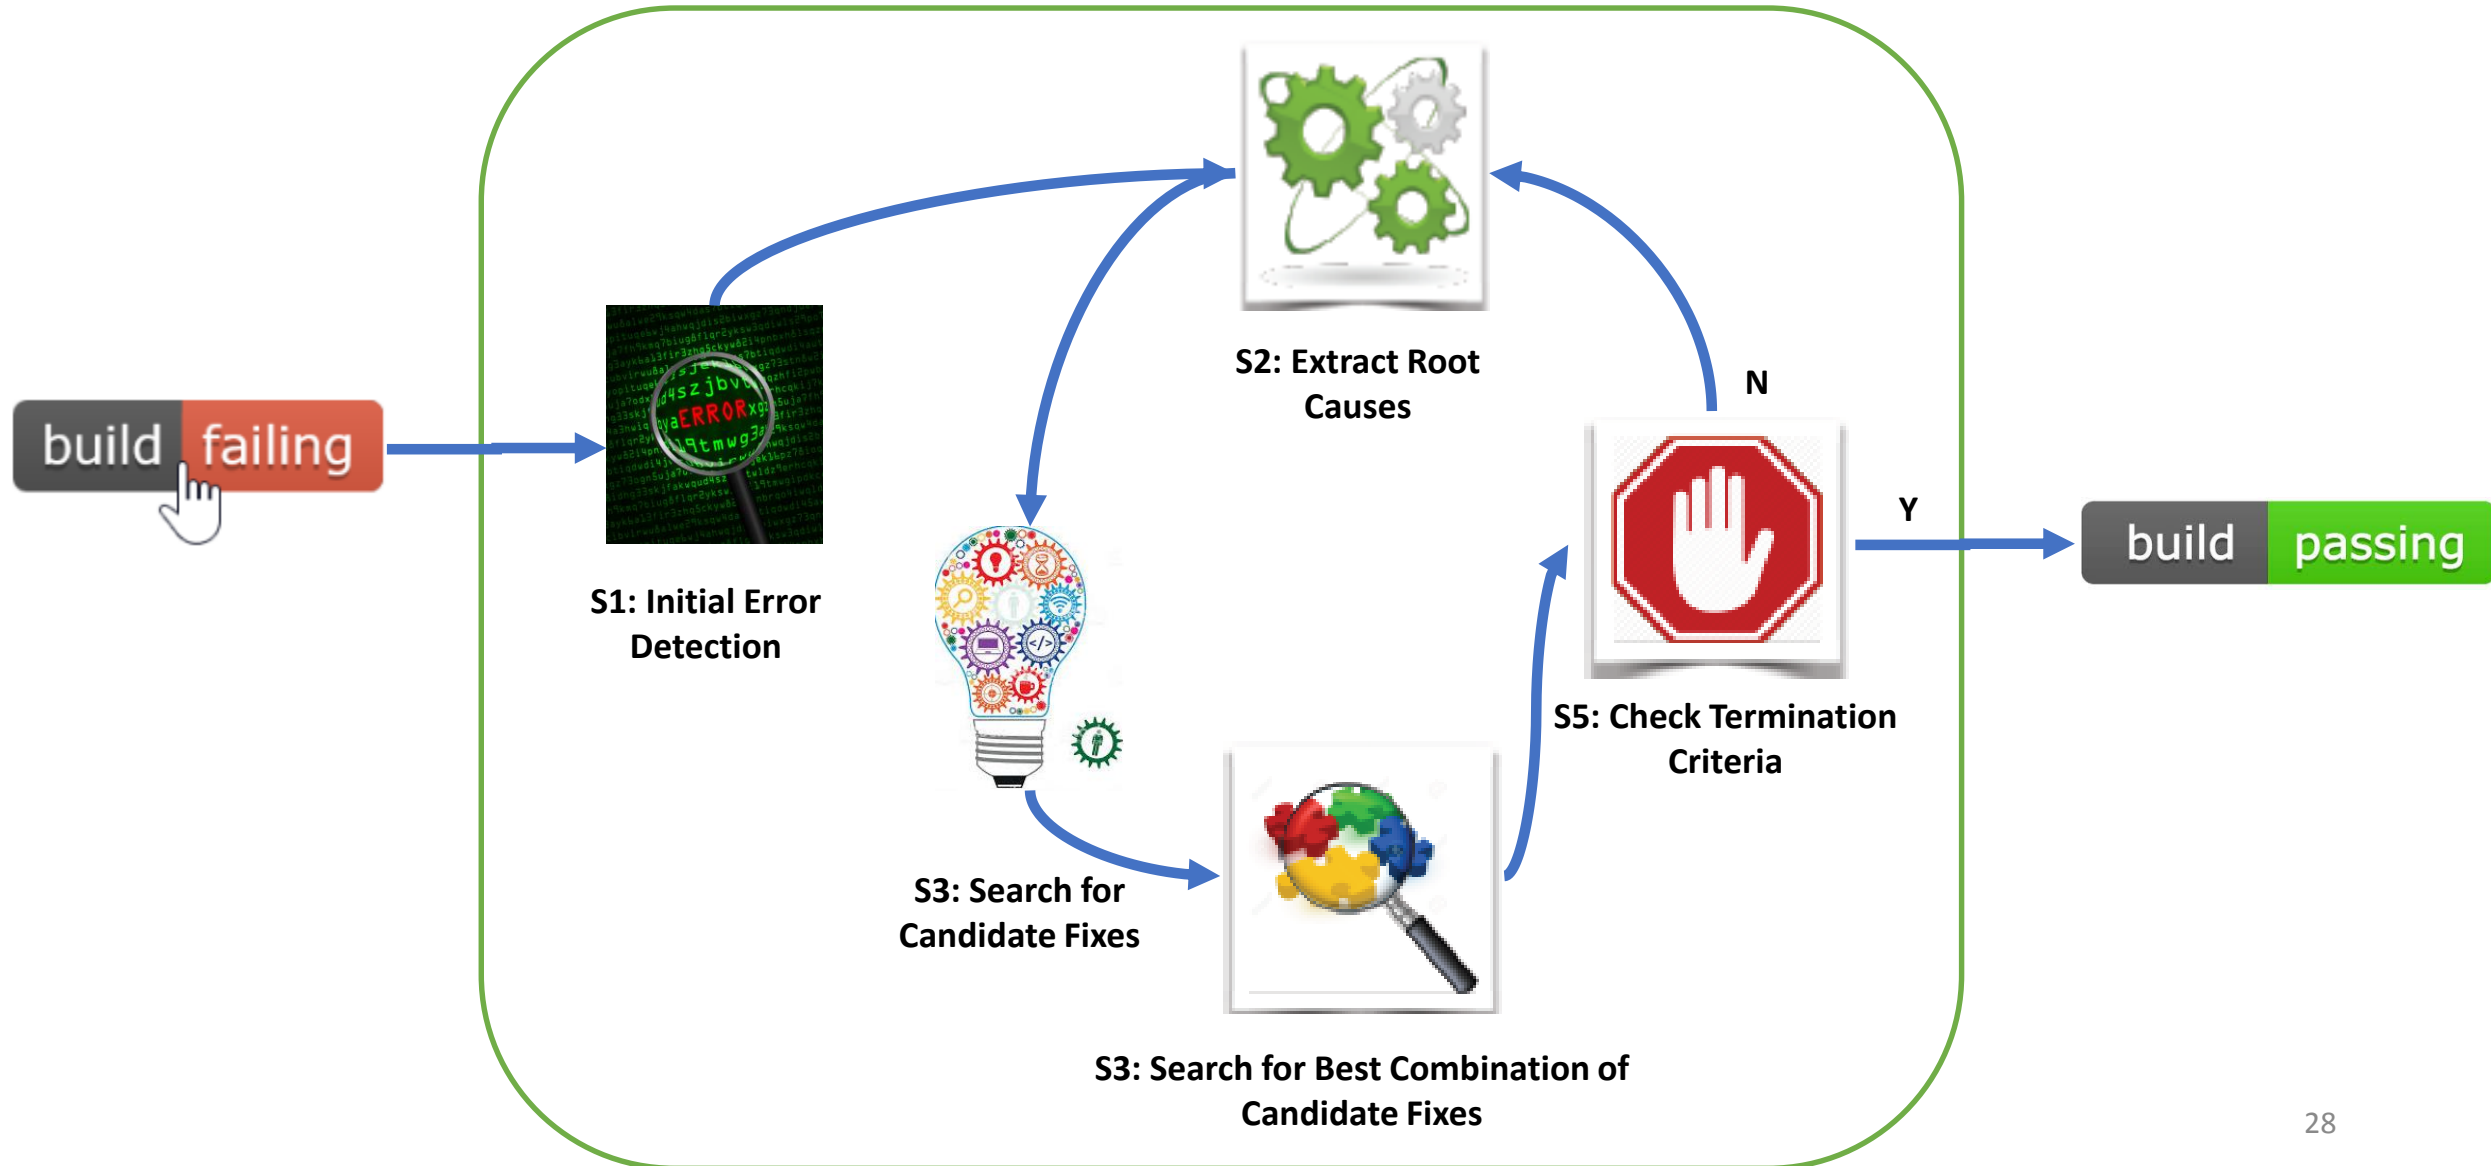 build failing
ERROR
S1: Initial Error
Detection
S2: Extract Root
Causes
S3: Search for
Candidate Fixes
S3: Search for Best Combination of
Candidate Fixes
N
S5: Check Termination
Criteria
Y
build passing
28